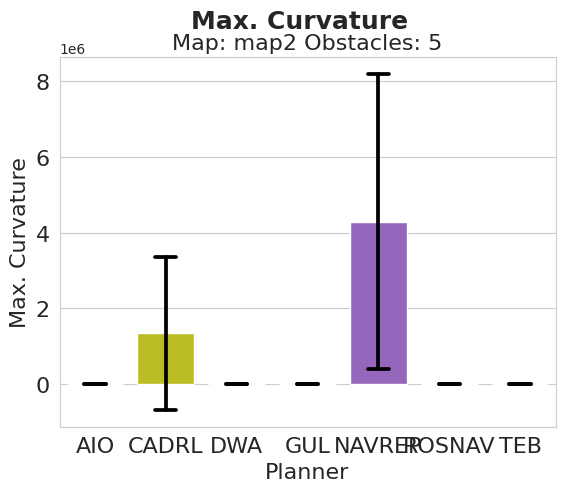 Max. Curvature
Map: map2 Obstacles: 5
1e6
8
6
4
2
0
Max. Curvature
AIO CADRL DWA GUL NAVREP ROSNAV TEB
Planner